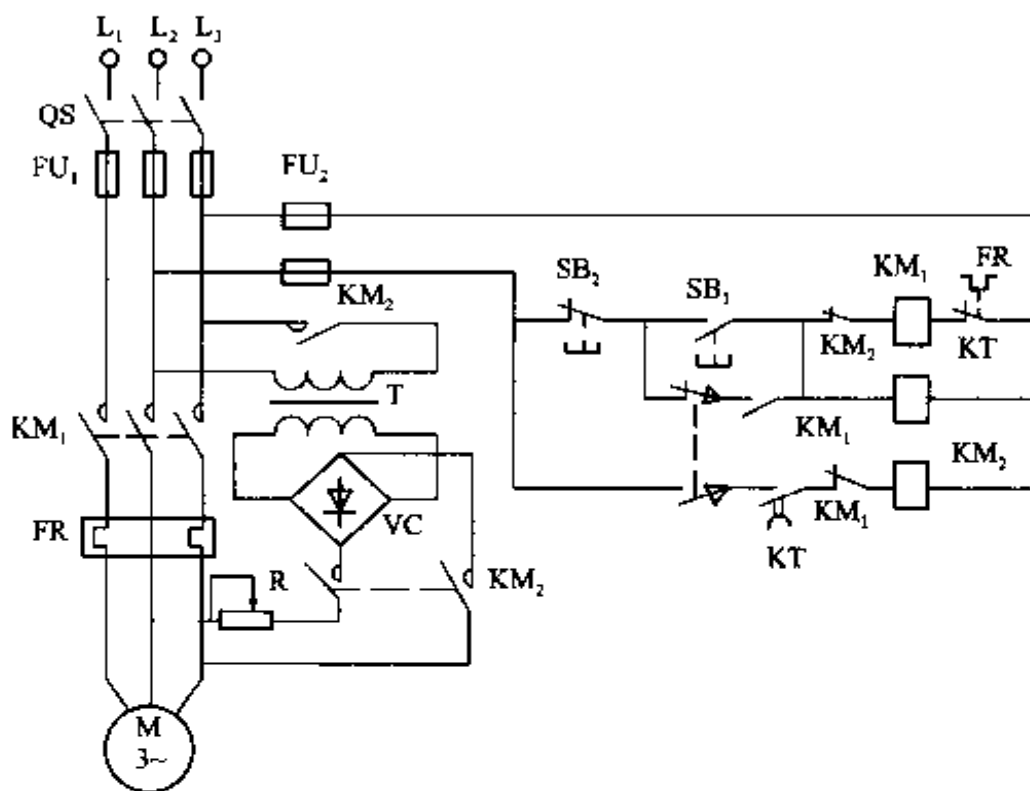 L₁ L₂ L₃
QS
FU₁
FU₂
KM₂
SB₂
SB₁
KM₁
FR
KM₂
KT
T
KM₁
KM₁
KM₂
FR
VC
KM₁
KT
R
KM₂
M
3~